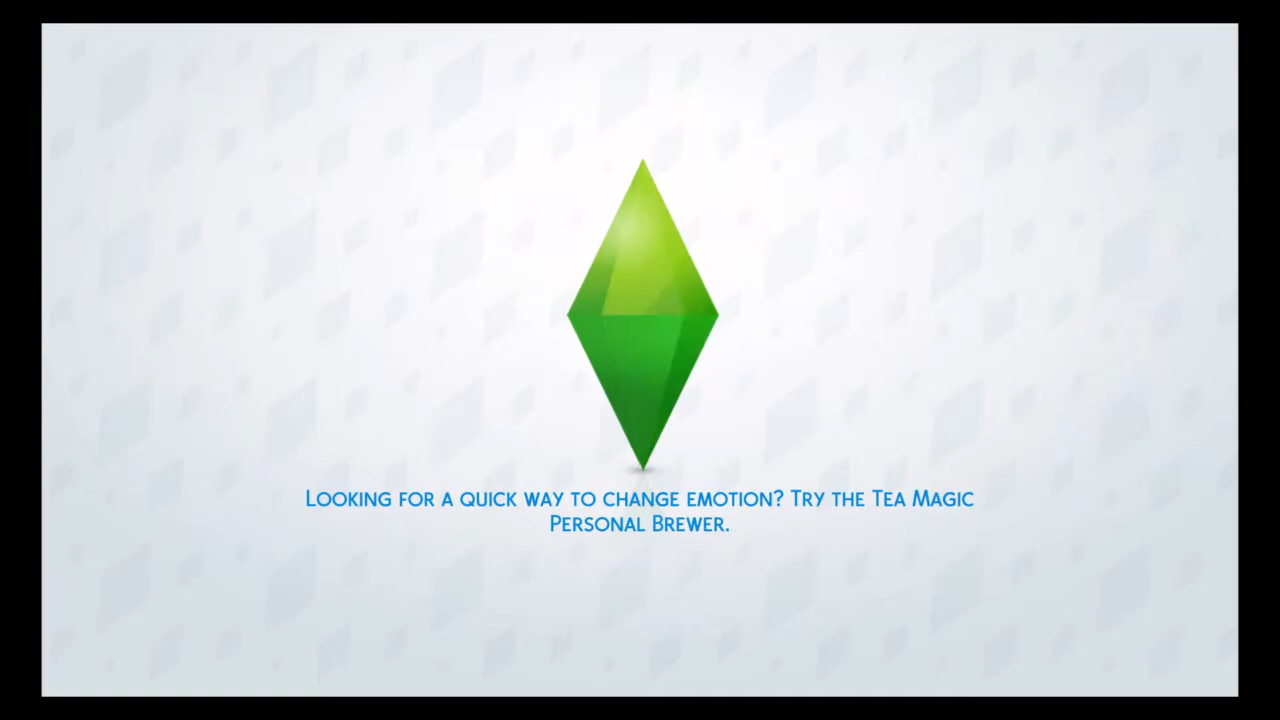 Looking for a quick way to change emotion? Try the Tea Magic
Personal Brewer.